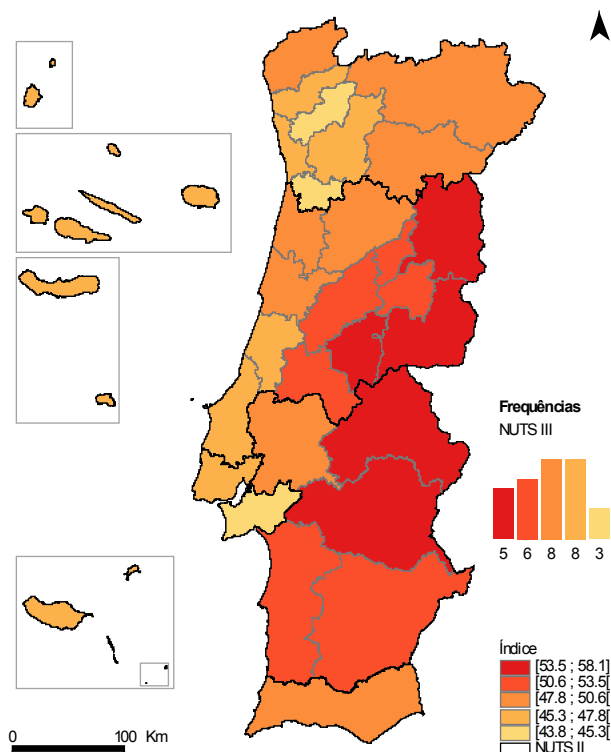 Frequências
NUTS III
5 6 8 8 3
Índice
[53.5 ; 58.1]
[50.6 ; 53.5[
[47.8 ; 50.6[
[45.3 ; 47.8[
[43.8 ; 45.3[
NUTS II
0 100 Km